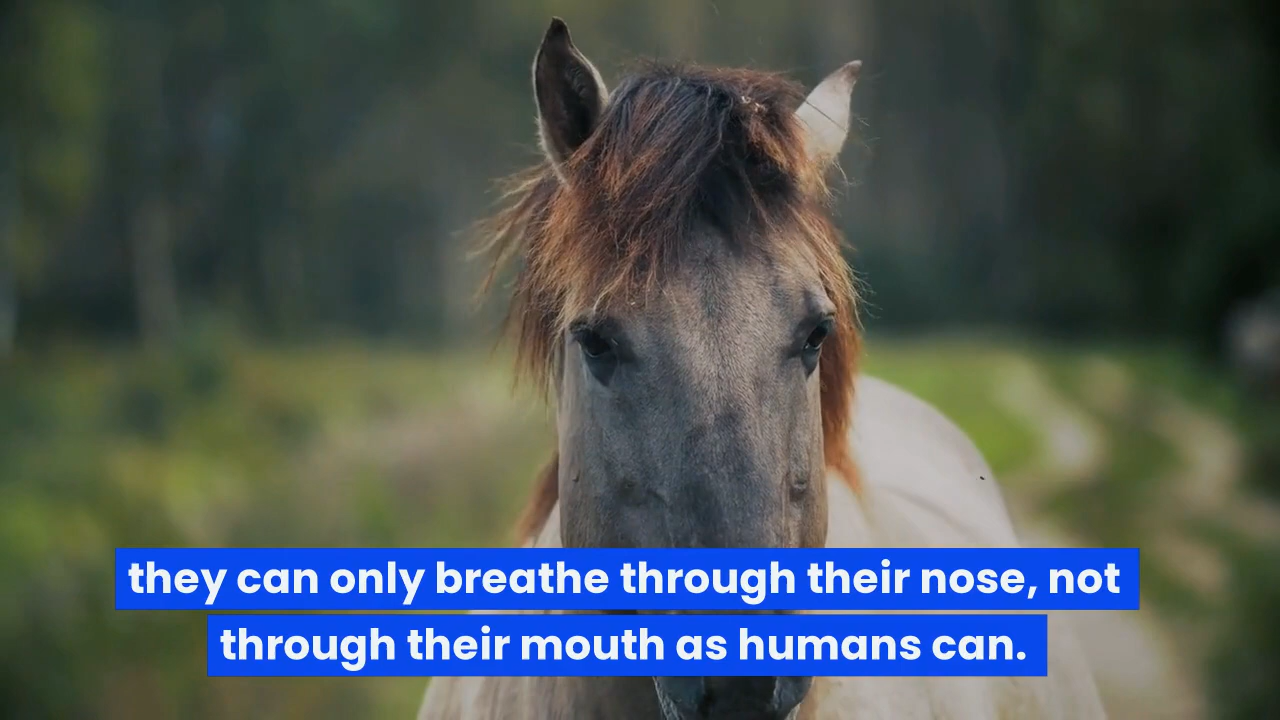 they can only breathe through their nose, not
through their mouth as humans can.